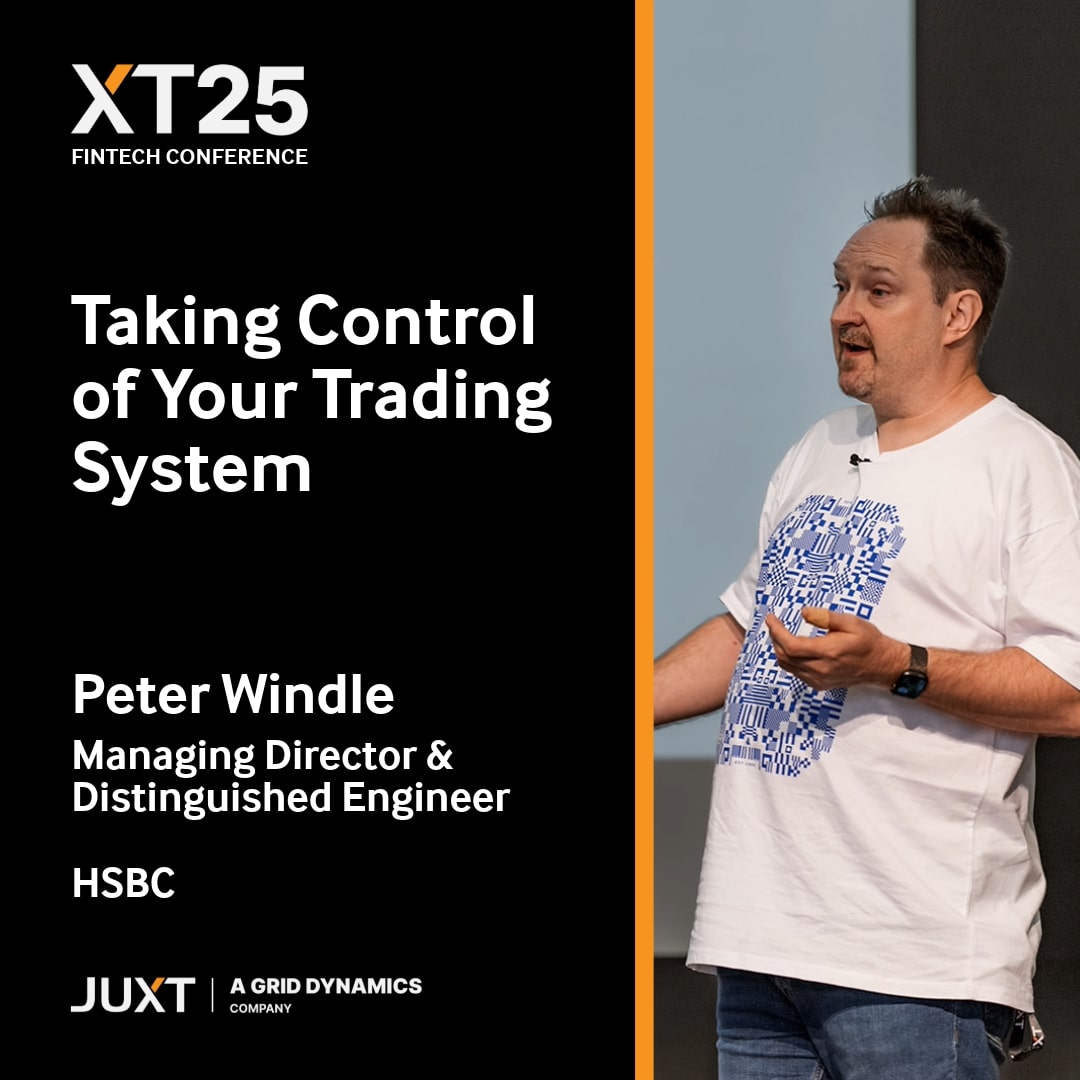 XT25
FINTECH CONFERENCE
Taking Control
of Your Trading
System
Peter Windle
Managing Director &
Distinguished Engineer
HSBC
JUXT
A GRID DYNAMICS
COMPANY